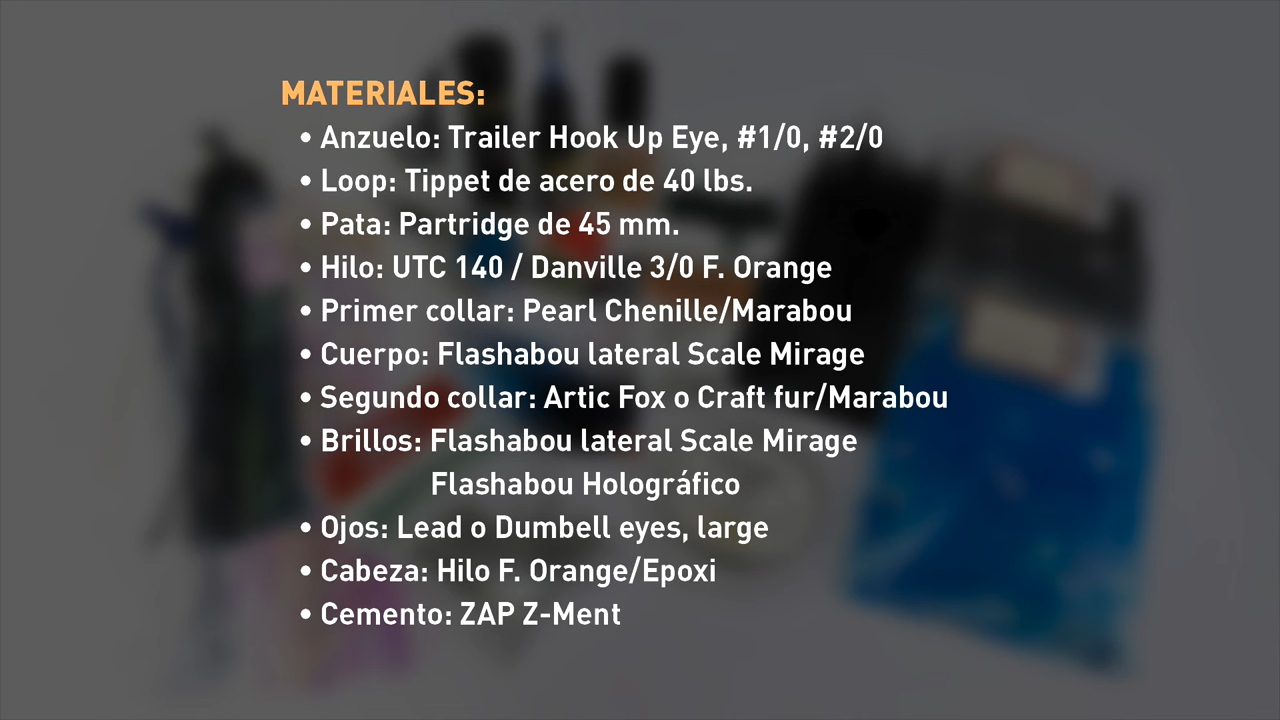 MATERIALES:
• Anzuelo: Trailer Hook Up Eye, #1/0, #2/0
• Loop: Tippet de acero de 40 lbs.
• Pata: Partridge de 45 mm.
• Hilo: UTC 140 / Danville 3/0 F. Orange
• Primer collar: Pearl Chenille/Marabou
• Cuerpo: Flashabou lateral Scale Mirage
• Segundo collar: Artic Fox o Craft fur/Marabou
• Brillos: Flashabou lateral Scale Mirage
Flashabou Holográfico
• Ojos: Lead o Dumbell eyes, large
• Cabeza: Hilo F. Orange/Epoxi
• Cemento: ZAP Z-Ment